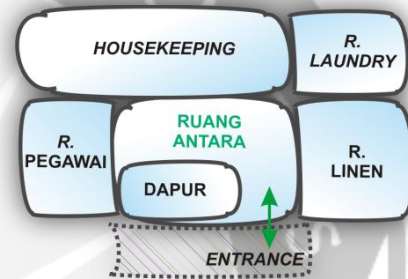 HOUSEKEEPING
R.
LAUNDRY
R.
PEGAWAI
RUANG
ANTARA
DAPUR
R.
LINEN
ENTRANCE